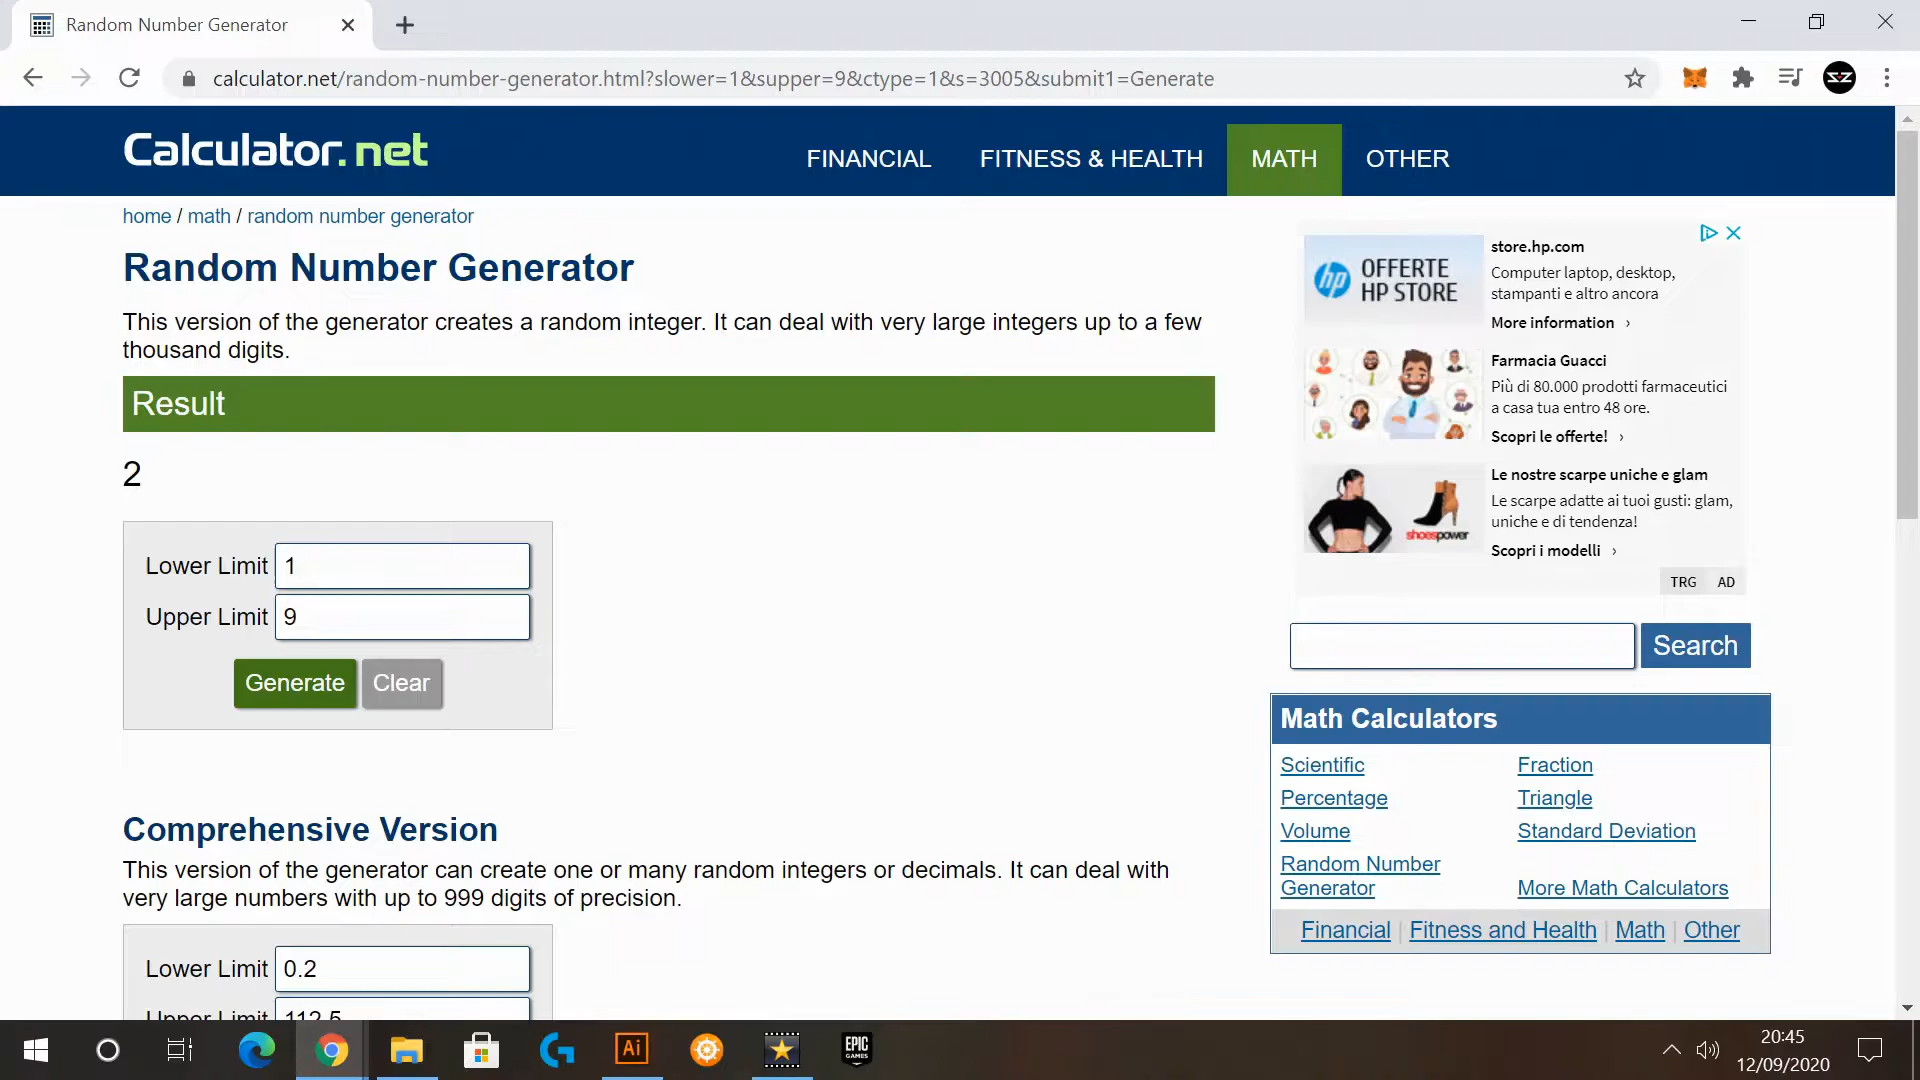 Random Number Generator
calculator.net/random-number-generator.html?slower=1&supper=9&ctype=1&s=3005&submit1=Generate
Calculator.net
FINANCIAL FITNESS & HEALTH MATH OTHER
home / math / random number generator
Random Number Generator
This version of the generator creates a random integer. It can deal with very large integers up to a few
thousand digits.
Result
2
Lower Limit 1
Upper Limit 9
Generate Clear
Comprehensive Version
This version of the generator can create one or many random integers or decimals. It can deal with
very large numbers with up to 999 digits of precision.
Lower Limit 0.2
Upper Limit 112.5
hp OFFERTE
HP STORE
store.hp.com
Computer laptop, desktop,
stampanti e altro ancora
More information ›
Farmacia Guacci
Più di 80.000 prodotti farmaceutici
a casa tua entro 48 ore.
Scopri le offerte! ›
shoespower
Le nostre scarpe uniche e glam
Le scarpe adatte ai tuoi gusti: glam,
uniche e di tendenza!
Scopri i modelli ›
TRG AD
Search
Math Calculators
Scientific Fraction
Percentage Triangle
Volume Standard Deviation
Random Number
Generator More Math Calculators
Financial | Fitness and Health | Math | Other
Ai
EPIC
GAMES
20:45
12/09/2020